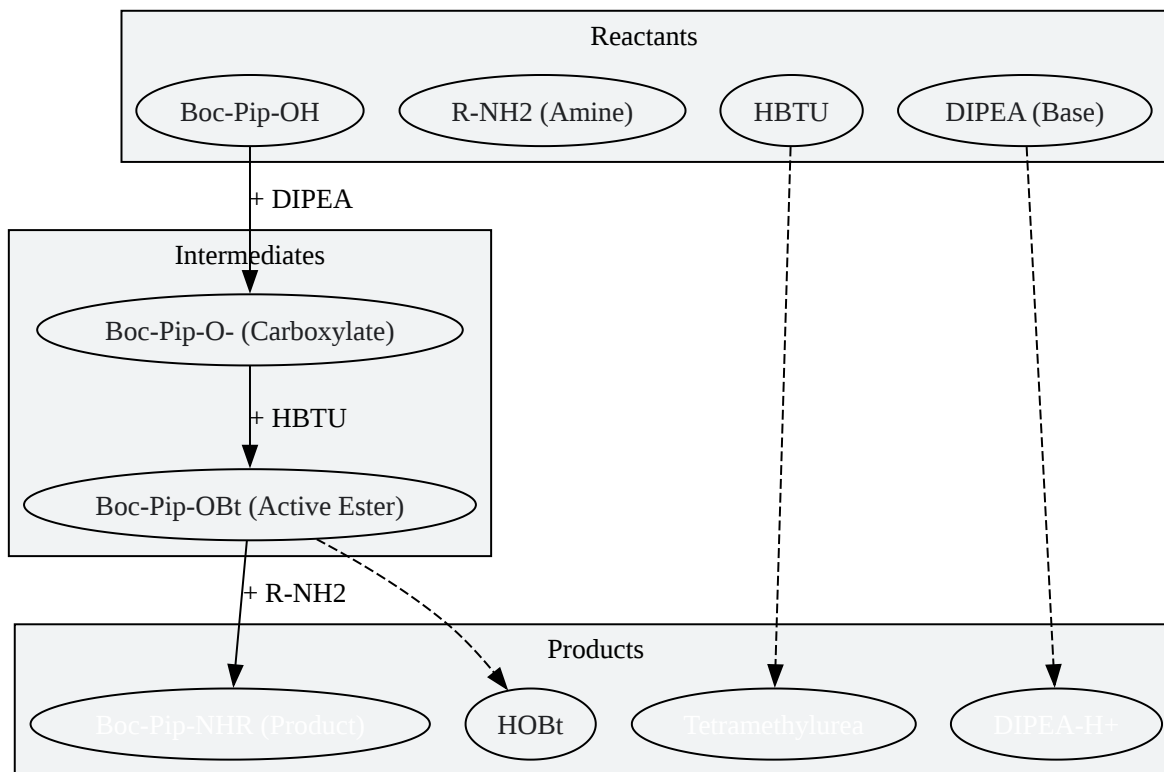 Reactants
Boc-Pip-OH
R-NH2 (Amine)
HBTU
DIPEA (Base)
+ DIPEA
Intermediates
Boc-Pip-O- (Carboxylate)
+ HBTU
Boc-Pip-OBt (Active Ester)
+ R-NH2
Products
Boc-Pip-NHR (Product)
HOBt
Tetramethylurea
DIPEA-H+